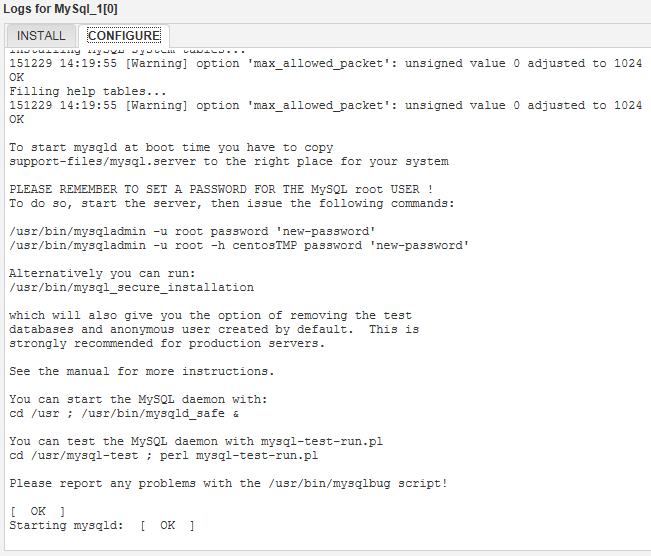 Logs for MySql_1[0]
INSTALL
CONFIGURE
Installing MySQL system tables...
151229 14:19:55 [Warning] option 'max_allowed_packet': unsigned value 0 adjusted to 1024
OK
Filling help tables...
151229 14:19:55 [Warning] option 'max_allowed_packet': unsigned value 0 adjusted to 1024
OK
To start mysqld at boot time you have to copy
support-files/mysql.server to the right place for your system
PLEASE REMEMBER TO SET A PASSWORD FOR THE MySQL root USER !
To do so, start the server, then issue the following commands:
/usr/bin/mysqladmin -u root password 'new-password'
/usr/bin/mysqladmin -u root -h centosTMP password 'new-password'
Alternatively you can run:
/usr/bin/mysql_secure_installation
which will also give you the option of removing the test
databases and anonymous user created by default.  This is
strongly recommended for production servers.
See the manual for more instructions.
You can start the MySQL daemon with:
cd /usr ; /usr/bin/mysqld_safe &
You can test the MySQL daemon with mysql-test-run.pl
cd /usr/mysql-test ; perl mysql-test-run.pl
Please report any problems with the /usr/bin/mysqlbug script!
[  OK  ]
Starting mysqld:  [  OK  ]